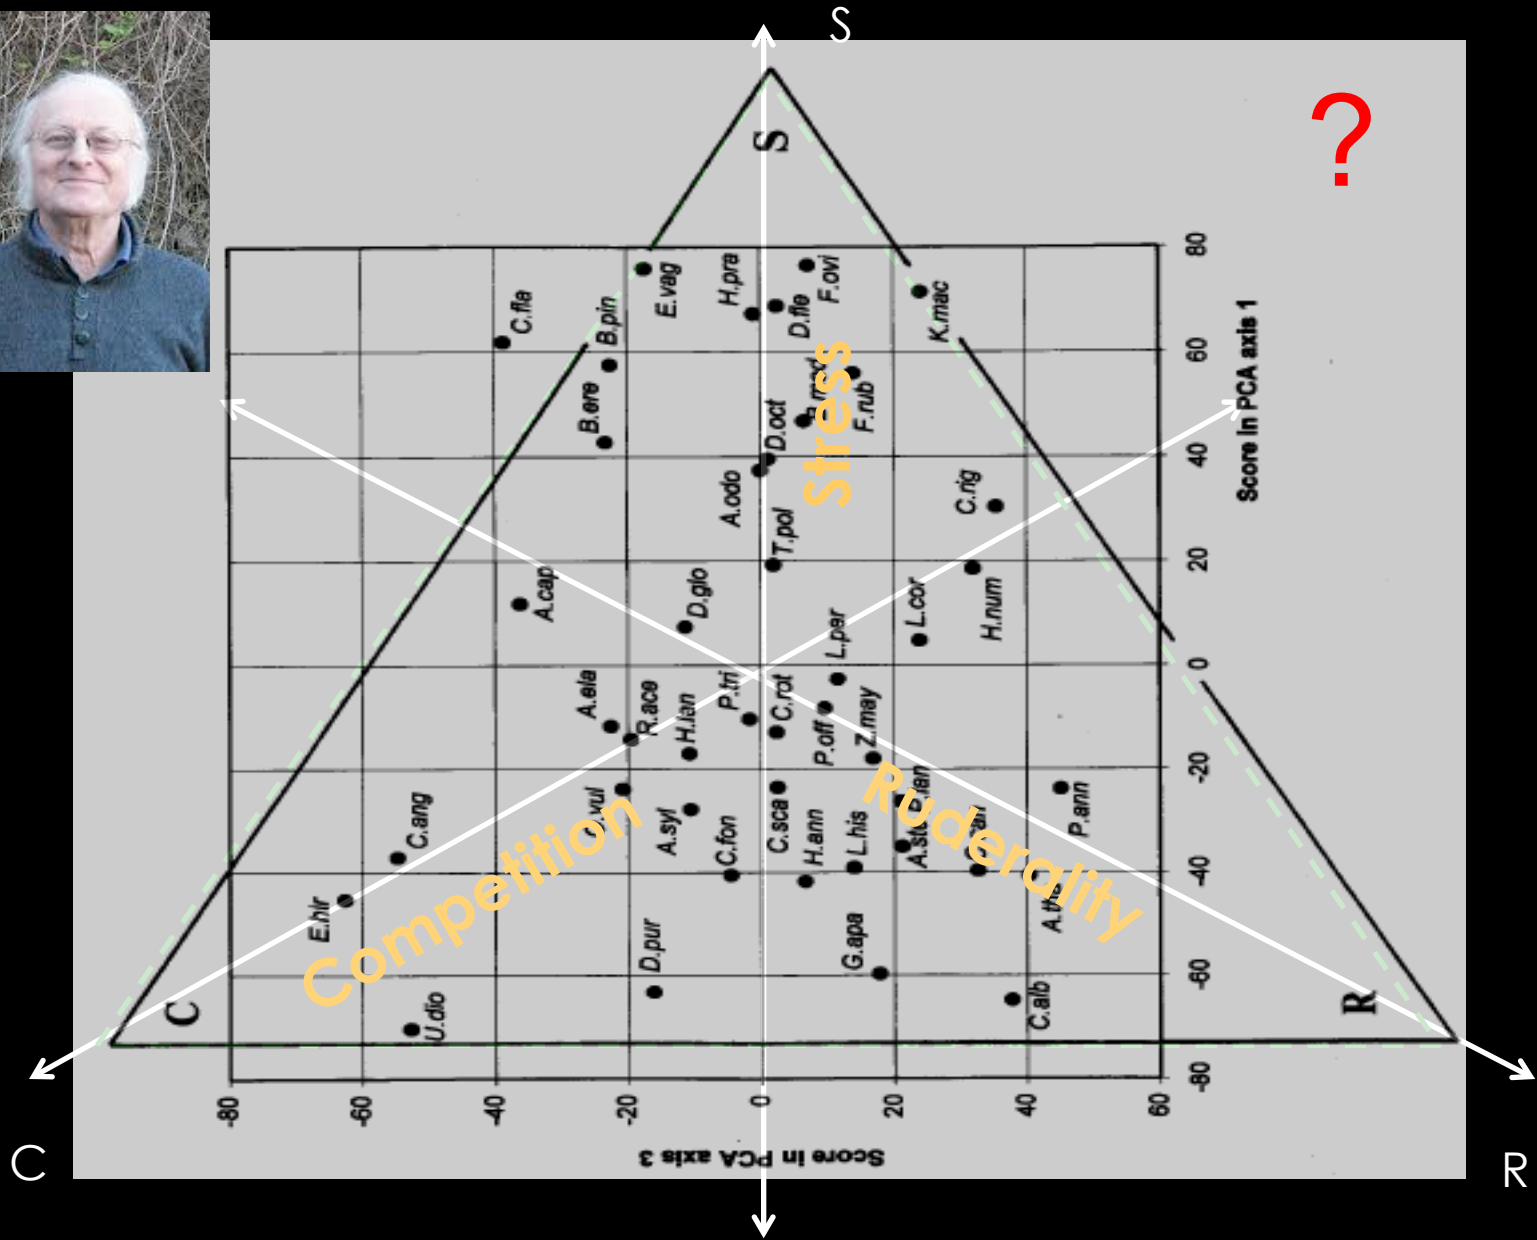 S
?
S
80
E.vag
H.pra
F.ovi
C.fla
B.pin
D.fle
K.mac
60
Score in PCA axis 1
Stress
B.ere
D.oct
F.rub
40
A.odo
C.rig
T.pol
20
A.cap
D.glo
L.cor
H.num
L.per
0
A.ela
R.ace
P.tri
C.rot
H.lan
P.off
Z.may
-20
Ruderality
C.ang
Competition
A.syl
C.fon
C.sca
H.ann
L.his
P.ann
-40
E.hir
D.pur
G.apa
-60
C
U.dio
C.alb
R
-80
-80
-60
-40
-20
0
20
40
60
Score in PCA axis 3
C
R